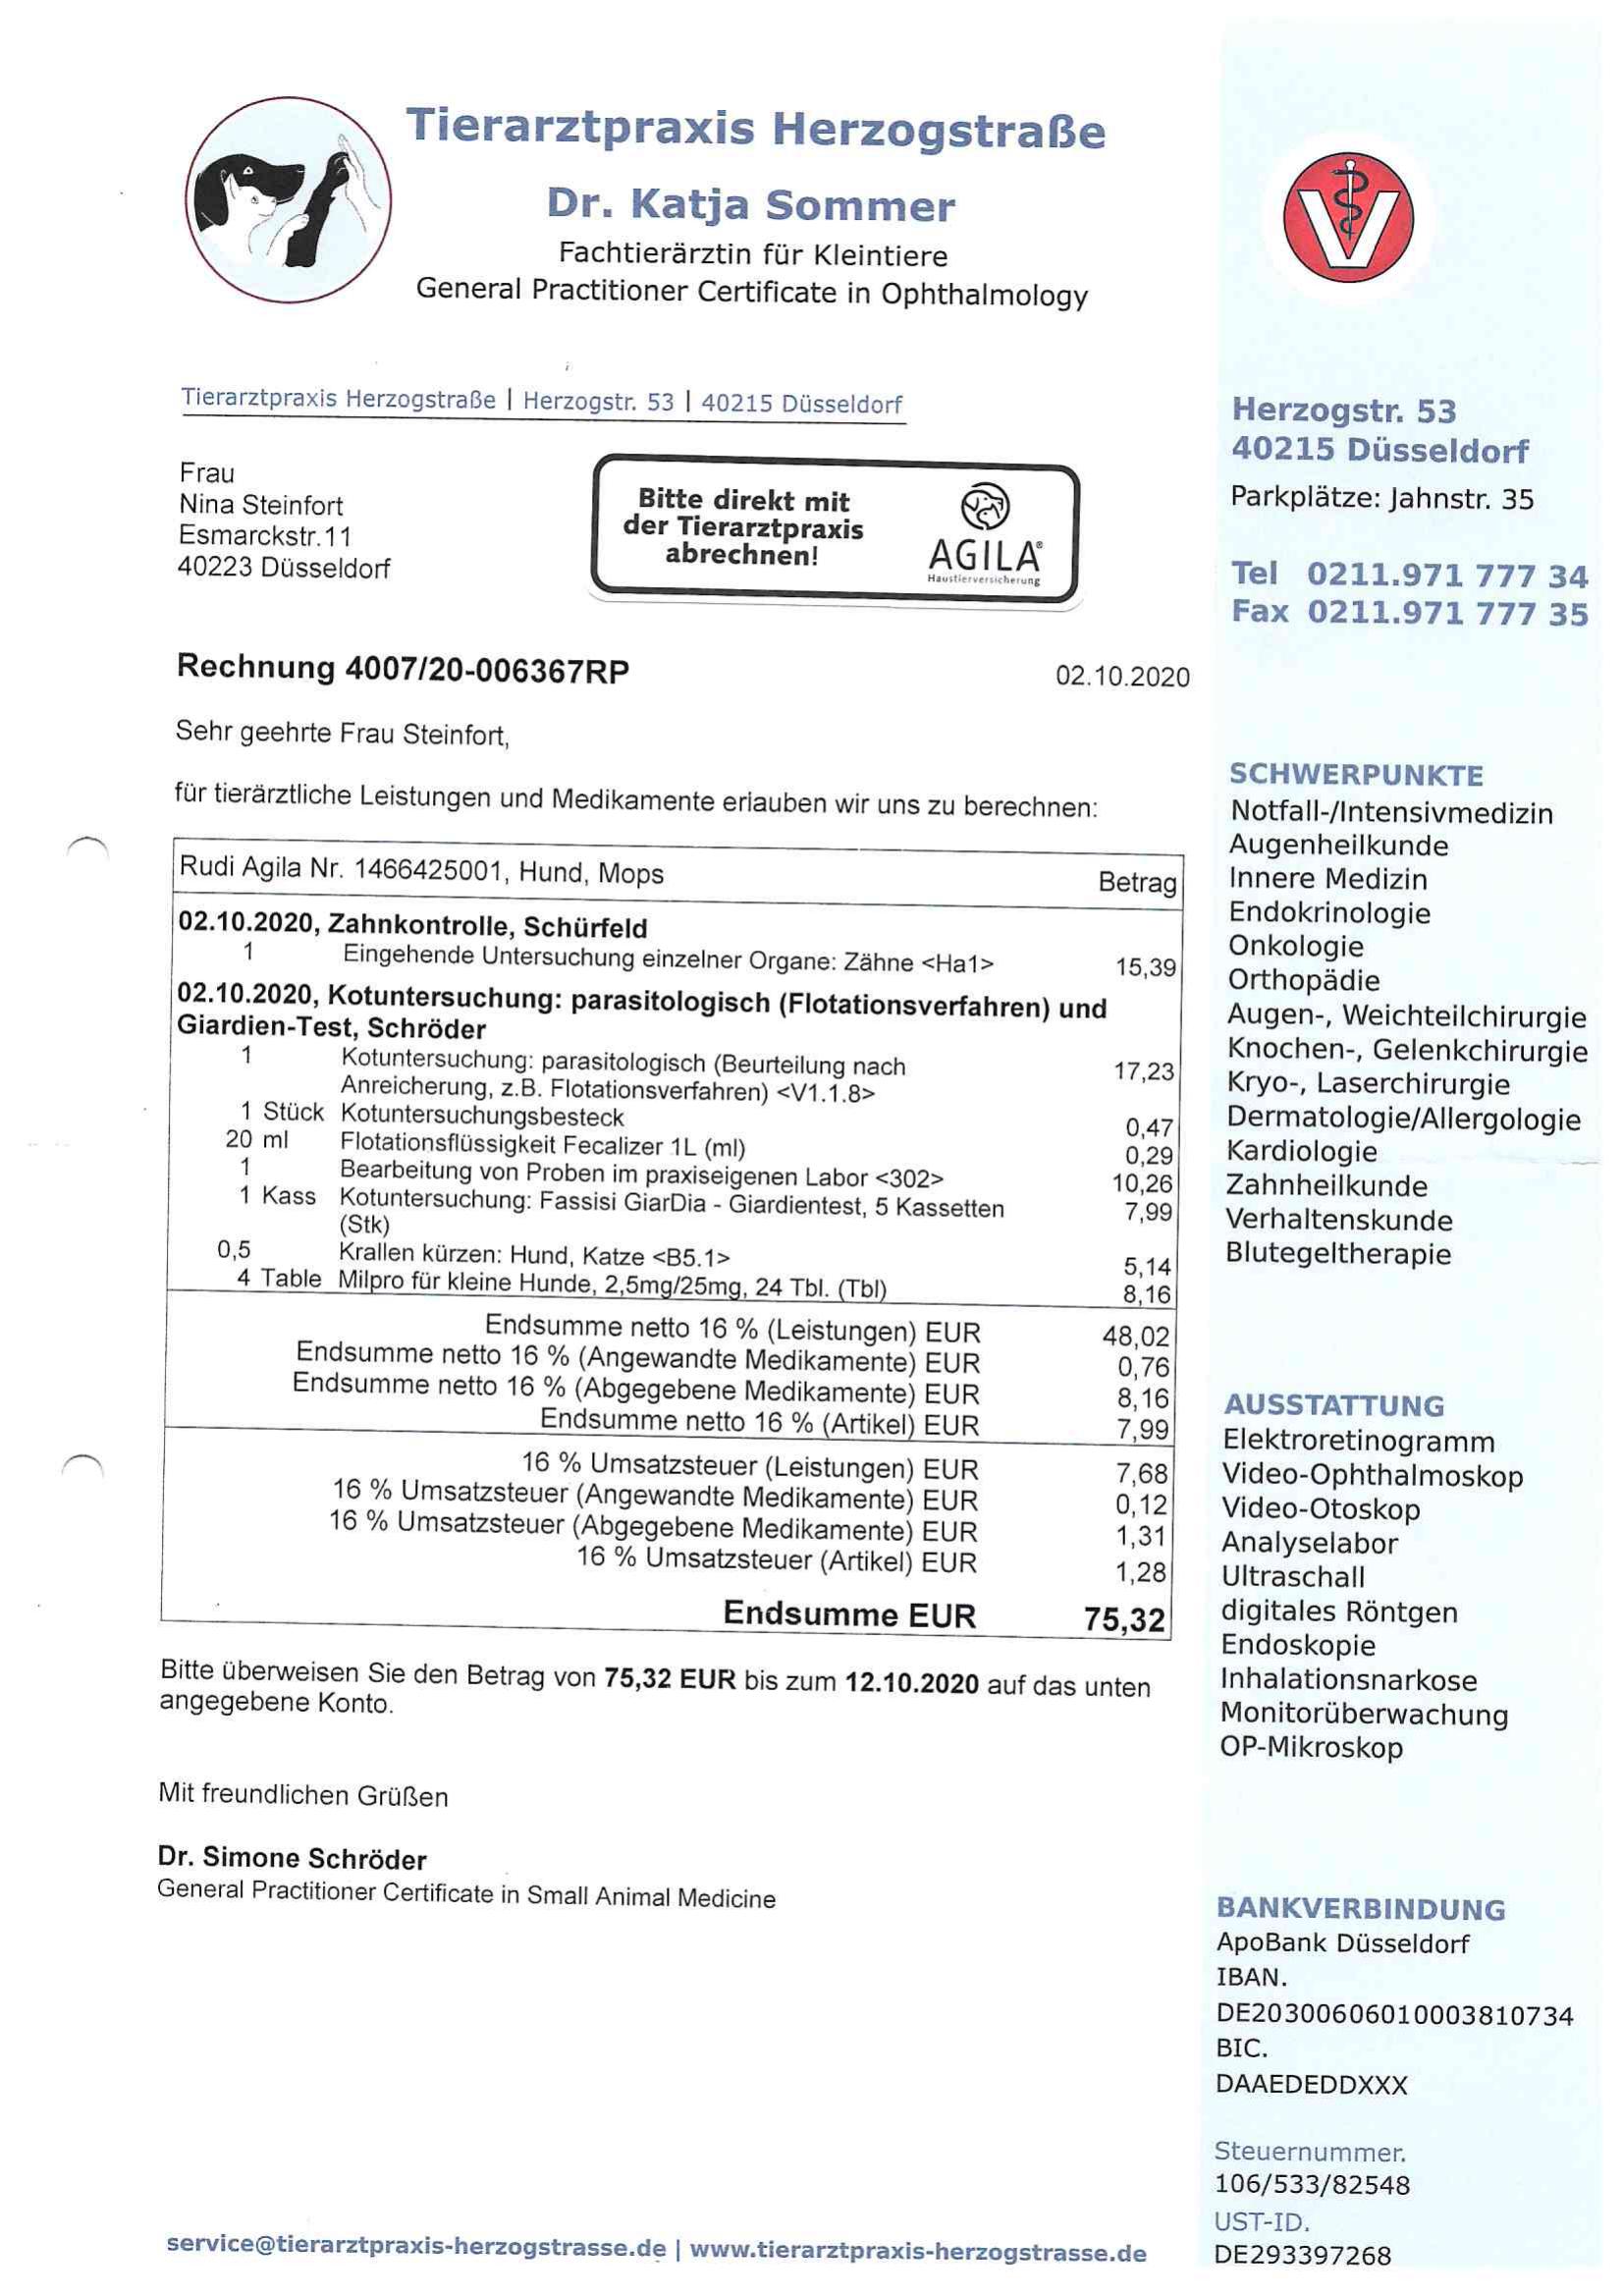 Tierarztpraxis Herzogstraße
Dr. Katja Sommer
Fachtierärztin für Kleintiere
General Practitioner Certificate in Ophthalmology
V
Tierarztpraxis Herzogstraße | Herzogstr. 53 | 40215 Düsseldorf
Frau
Nina Steinfort
Esmarckstr.11
40223 Düsseldorf
Bitte direkt mit
der Tierarztpraxis
abrechnen!
AGILA®
Haustierversicherung
Rechnung 4007/20-006367RP
02.10.2020
Sehr geehrte Frau Steinfort,
für tierärztliche Leistungen und Medikamente erlauben wir uns zu berechnen:
Rudi Agila Nr. 1466425001, Hund, Mops Betrag
02.10.2020, Zahnkontrolle, Schürfeld
1 Eingehende Untersuchung einzelner Organe: Zähne <Ha1> 15,39
02.10.2020, Kotuntersuchung: parasitologisch (Flotationsverfahren) und
Giardien-Test, Schröder
1 Kotuntersuchung: parasitologisch (Beurteilung nach 17,23
Anreicherung, z.B. Flotationsverfahren) <V1.1.8>
1 Stück Kotuntersuchungsbesteck 0,47
20 ml Flotationsflüssigkeit Fecalizer 1L (ml) 0,29
1 Bearbeitung von Proben im praxiseigenen Labor <302> 10,26
1 Kass Kotuntersuchung: Fassisi GiarDia - Giardientest, 5 Kassetten 7,99
(Stk)
0,5 Krallen kürzen: Hund, Katze <B5.1> 5,14
4 Table Milpro für kleine Hunde, 2,5mg/25mg, 24 Tbl. (Tbl) 8,16
Endsumme netto 16 % (Leistungen) EUR 48,02
Endsumme netto 16 % (Angewandte Medikamente) EUR 0,76
Endsumme netto 16 % (Abgegebene Medikamente) EUR 8,16
Endsumme netto 16 % (Artikel) EUR 7,99
16 % Umsatzsteuer (Leistungen) EUR 7,68
16 % Umsatzsteuer (Angewandte Medikamente) EUR 0,12
16 % Umsatzsteuer (Abgegebene Medikamente) EUR 1,31
16 % Umsatzsteuer (Artikel) EUR 1,28
Endsumme EUR 75,32
Bitte überweisen Sie den Betrag von 75,32 EUR bis zum 12.10.2020 auf das unten
angegebene Konto.
Mit freundlichen Grüßen
Dr. Simone Schröder
General Practitioner Certificate in Small Animal Medicine
service@tierarztpraxis-herzogstrasse.de | www.tierarztpraxis-herzogstrasse.de
Herzogstr. 53
40215 Düsseldorf
Parkplätze: Jahnstr. 35
Tel 0211.971 777 34
Fax 0211.971 777 35
SCHWERPUNKTE
Notfall-/Intensivmedizin
Augenheilkunde
Innere Medizin
Endokrinologie
Onkologie
Orthopädie
Augen-, Weichteilchirurgie
Knochen-, Gelenkchirurgie
Kryo-, Laserchirurgie
Dermatologie/Allergologie
Kardiologie
Zahnheilkunde
Verhaltenskunde
Blutegeltherapie
AUSSTATTUNG
Elektroretinogramm
Video-Ophthalmoskop
Video-Otoskop
Analyselabor
Ultraschall
digitales Röntgen
Endoskopie
Inhalationsnarkose
Monitorüberwachung
OP-Mikroskop
BANKVERBINDUNG
ApoBank Düsseldorf
IBAN.
DE20300606010003810734
BIC.
DAAEDEDDXXX
Steuernummer.
106/533/82548
UST-ID.
DE293397268